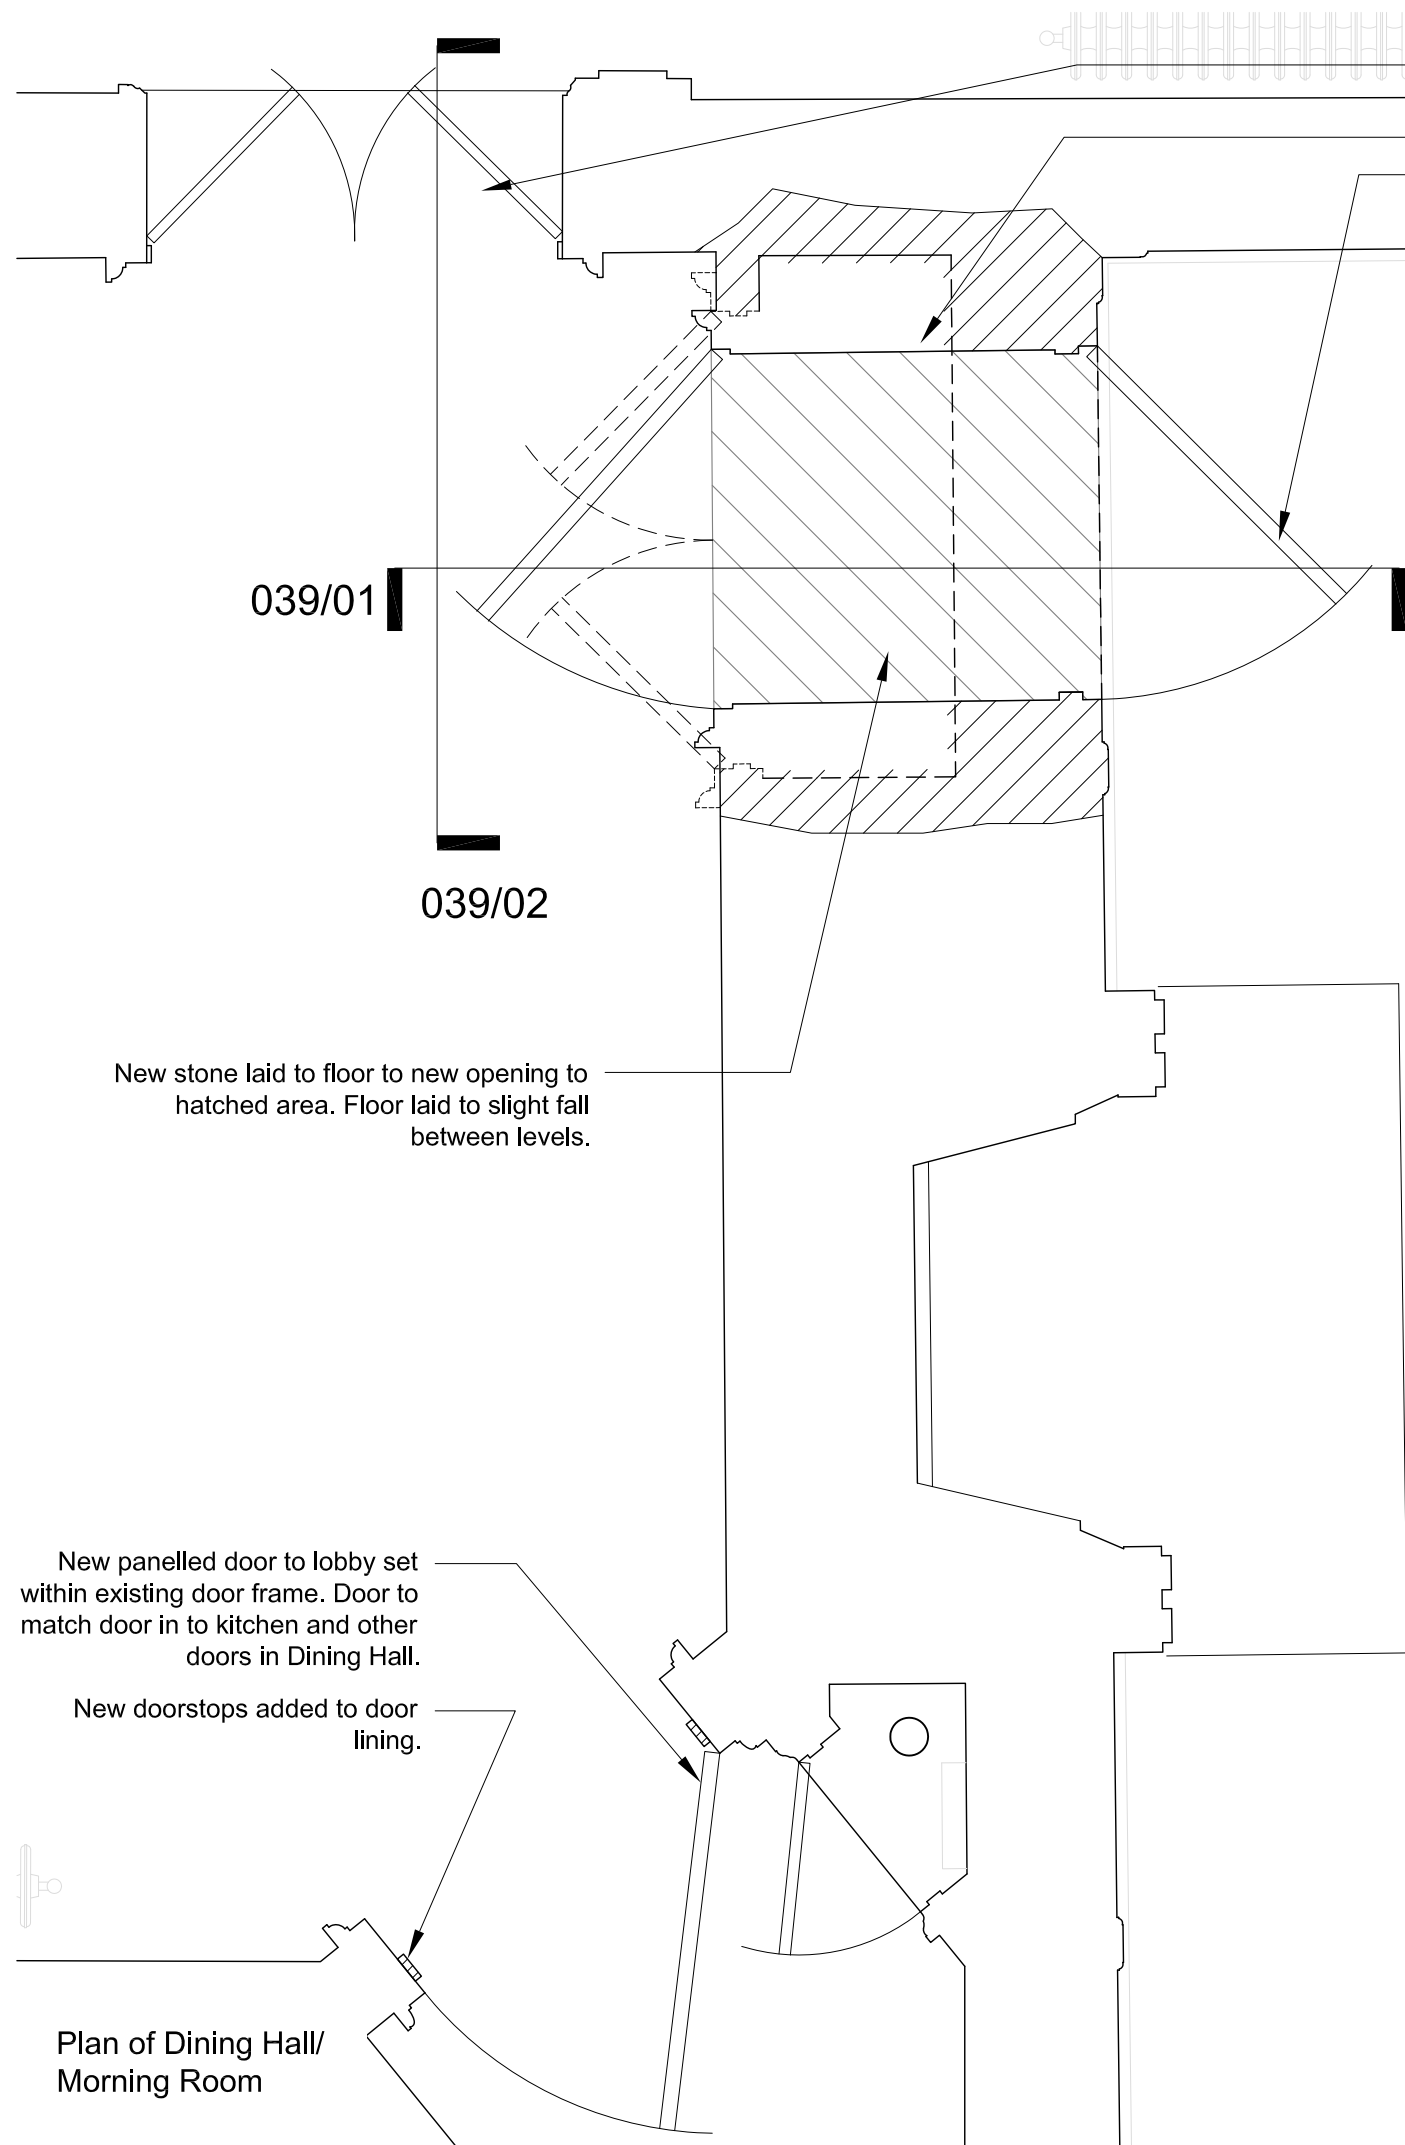 039/01
039/02
New stone laid to floor to new opening to
hatched area. Floor laid to slight fall
between levels.
New panelled door to lobby set
within existing door frame. Door to
match door in to kitchen and other
doors in Dining Hall.
New doorstops added to door
lining.
Plan of Dining Hall/
Morning Room